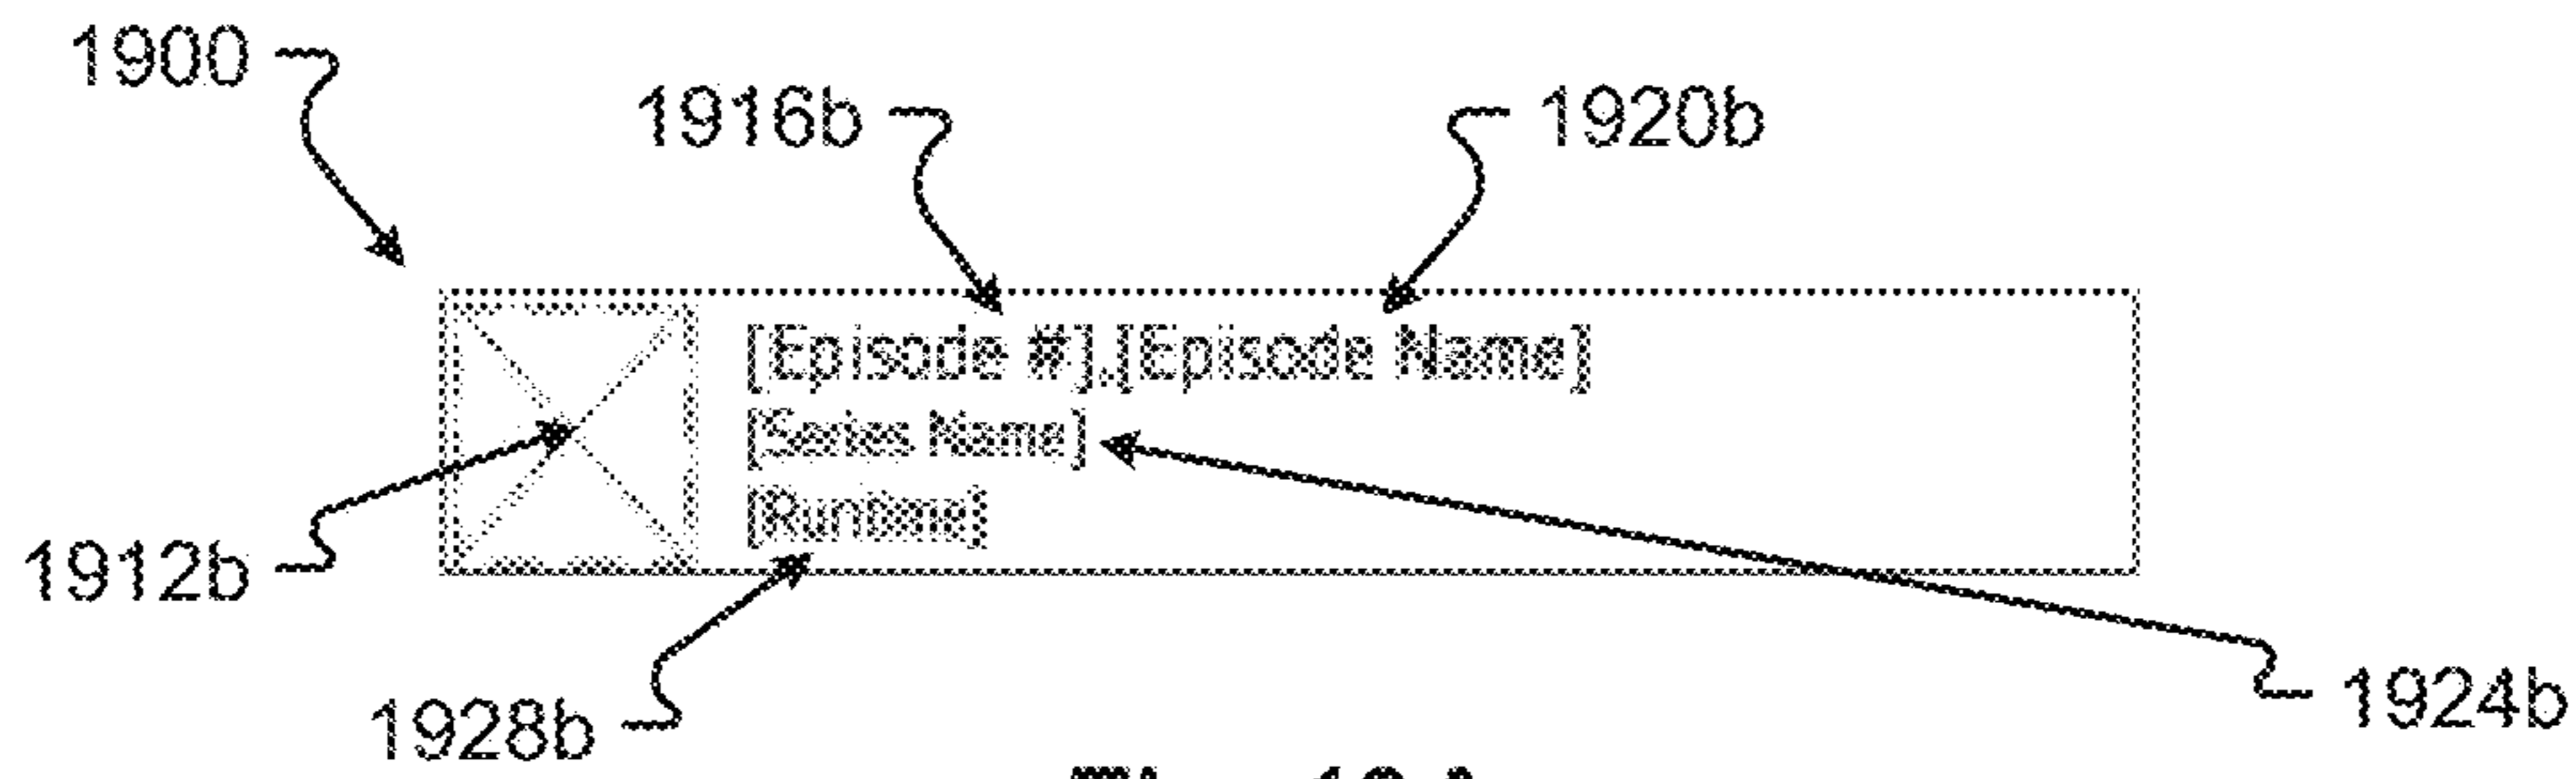 1900
1916b
1920b
[Episode #].[Episode Name]
[Series Name]
[Runtime]
1912b
1928b
1924b